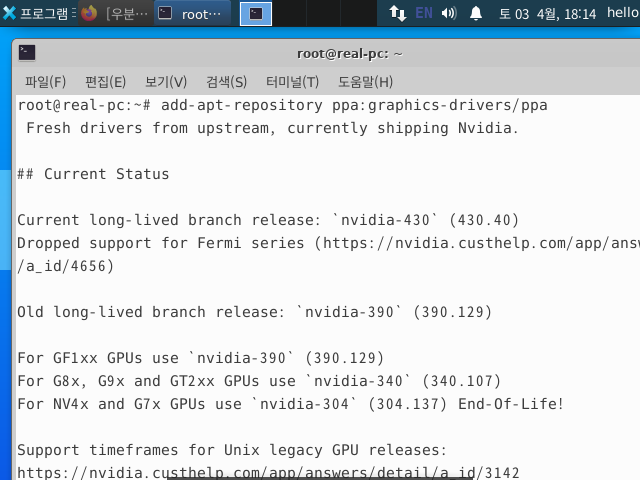 프로그램 [우분… root… EN 토 03 4월, 18:14 hello
root@real-pc: ~
파일(F) 편집(E) 보기(V) 검색(S) 터미널(T) 도움말(H)
root@real-pc:~# add-apt-repository ppa:graphics-drivers/ppa
Fresh drivers from upstream, currently shipping Nvidia.
## Current Status
Current long-lived branch release: `nvidia-430` (430.40)
Dropped support for Fermi series (https://nvidia.custhelp.com/app/answ
/a_id/4656)
Old long-lived branch release: `nvidia-390` (390.129)
For GF1xx GPUs use `nvidia-390` (390.129)
For G8x, G9x and GT2xx GPUs use `nvidia-340` (340.107)
For NV4x and G7x GPUs use `nvidia-304` (304.137) End-Of-Life!
Support timeframes for Unix legacy GPU releases:
https://nvidia.custhelp.com/app/answers/detail/a_id/3142